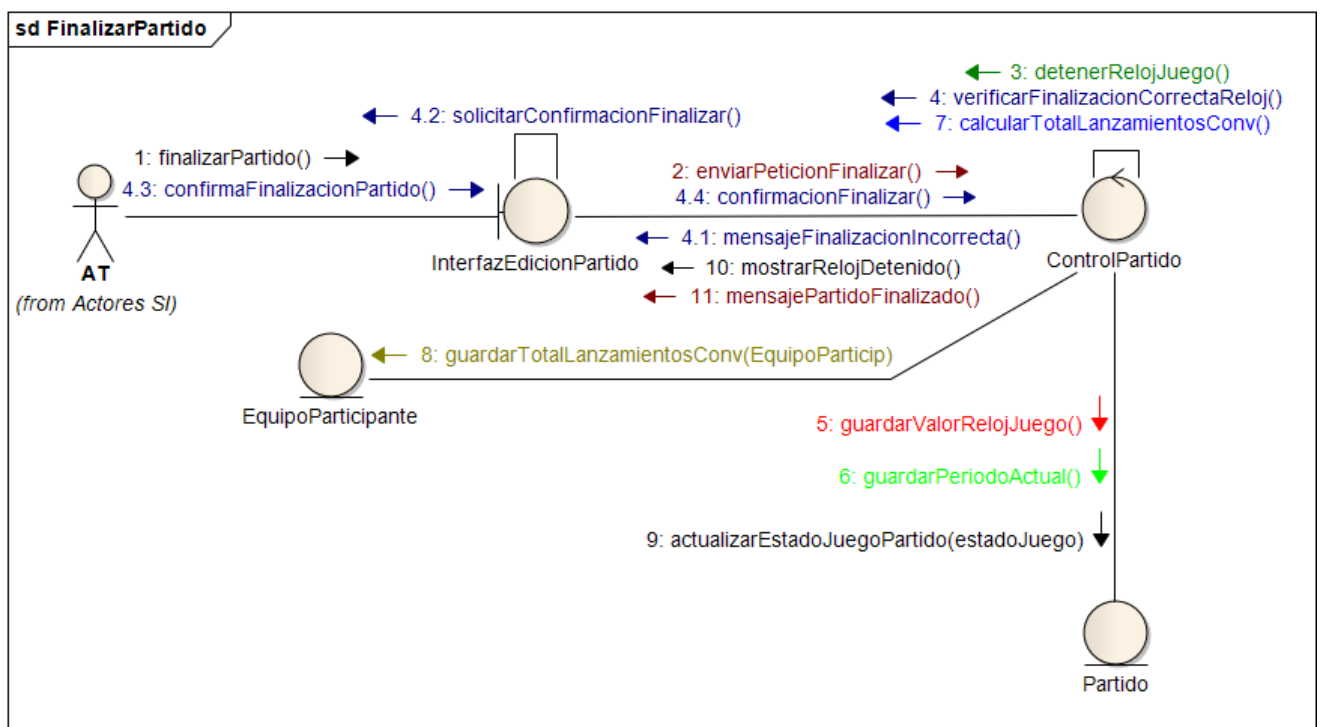 sd FinalizarPartido
3: detenerRelojJuego()
4: verificarFinalizacionCorrectaReloj()
7: calcularTotalLanzamientosConv()
4.2: solicitarConfirmacionFinalizar()
1: finalizarPartido()
4.3: confirmaFinalizacionPartido()
2: enviarPeticionFinalizar()
4.4: confirmacionFinalizar()
4.1: mensajeFinalizacionIncorrecta()
10: mostrarRelojDetenido()
11: mensajePartidoFinalizado()
AT
(from Actores SI)
InterfazEdicionPartido
ControlPartido
8: guardarTotalLanzamientosConv(EquipoParticip)
EquipoParticipante
5: guardarValorRelojJuego()
6: guardarPeriodoActual()
9: actualizarEstadoJuegoPartido(estadoJuego)
Partido